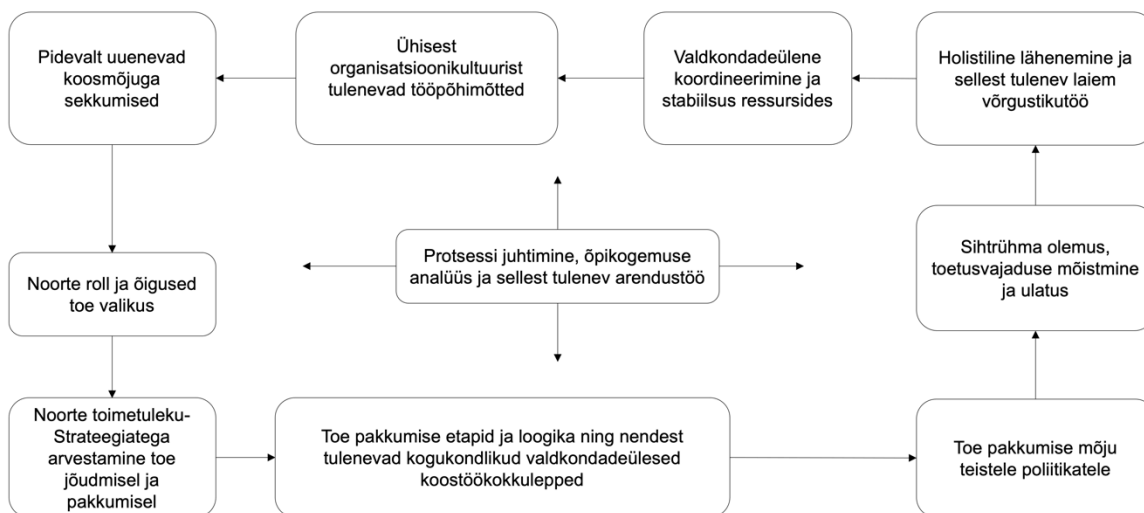 Pidevalt uuenevad
koosmõjuga
sekkumised
Ühisest
organisatsioonikultuurist
tulenevad tööpõhimõtted
Valdkondadeülene
koordineerimine ja
stabiilsus ressursides
Holistiline lähenemine ja
sellest tulenev laiem
võrgustikutöö
Noorte roll ja õigused
toe valikus
Protsessi juhtimine, õpikogemuse
analüüs ja sellest tulenev arendustöö
Sihtrühma olemus,
toetusvajaduse mõistmine
ja ulatus
Noorte toimetuleku-
Strateegiatega
arvestamine toe
jõudmisel ja
pakkumisel
Toe pakkumise etapid ja loogika ning nendest
tulenevad kogukondlikud valdkondadeülesed
koostöökokkulepped
Toe pakkumise mõju
teistele poliitikatele